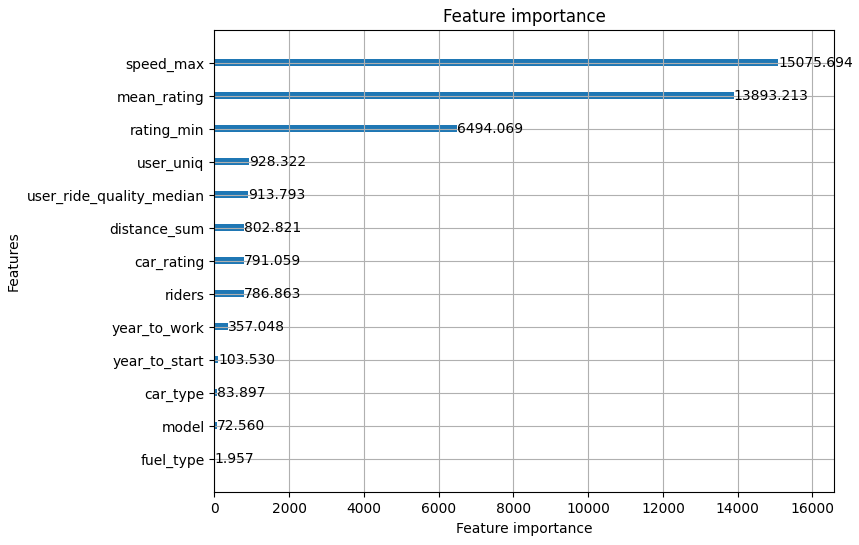 Feature importance
speed_max 15075.694
mean_rating 13893.213
rating_min 6494.069
user_uniq 928.322
user_ride_quality_median 913.793
distance_sum 802.821
car_rating 791.059
riders 786.863
year_to_work 357.048
year_to_start 103.530
car_type 83.897
model 72.560
fuel_type 1.957
Features
0 2000 4000 6000 8000 10000 12000 14000 16000
Feature importance